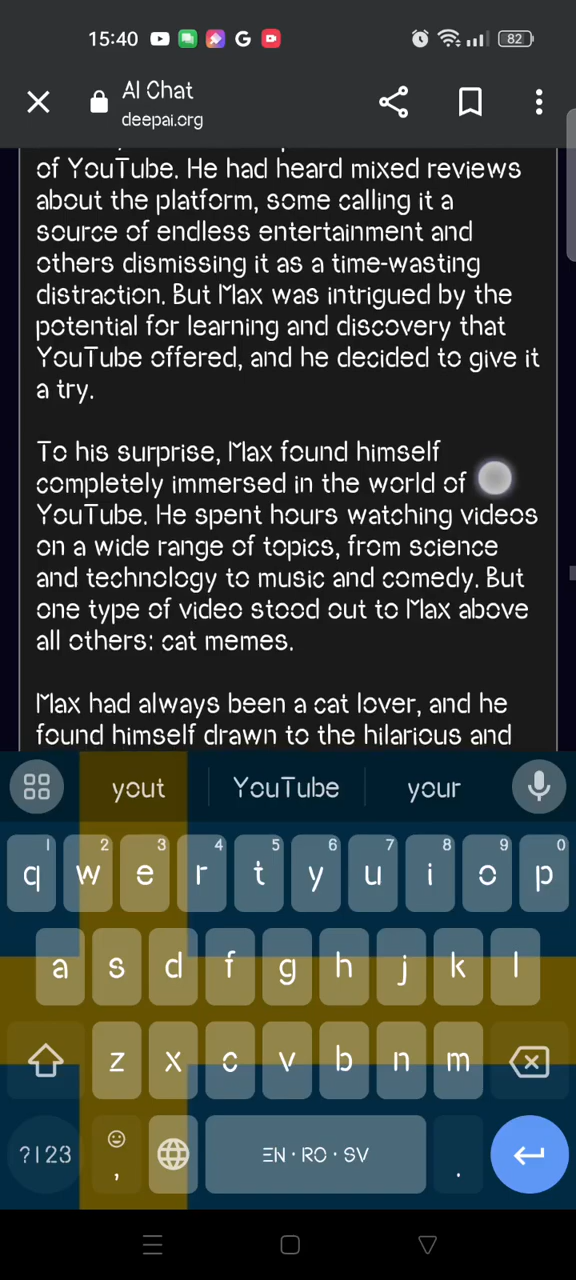 15:40
82
AI Chat
deepai.org
of YouTube. He had heard mixed reviews
about the platform, some calling it a
source of endless entertainment and
others dismissing it as a time-wasting
distraction. But Max was intrigued by the
potential for learning and discovery that
YouTube offered, and he decided to give it
a try.
To his surprise, Max found himself
completely immersed in the world of
YouTube. He spent hours watching videos
on a wide range of topics, from science
and technology to music and comedy. But
one type of video stood out to Max above
all others: cat memes.
Max had always been a cat lover, and he
found himself drawn to the hilarious and
yout YouTube your
1 2 3 4 5 6 7 8 9 0
q w e r t y u i o p
a s d f g h j k l
z x c v b n m
?123 , EN · RO · SV .